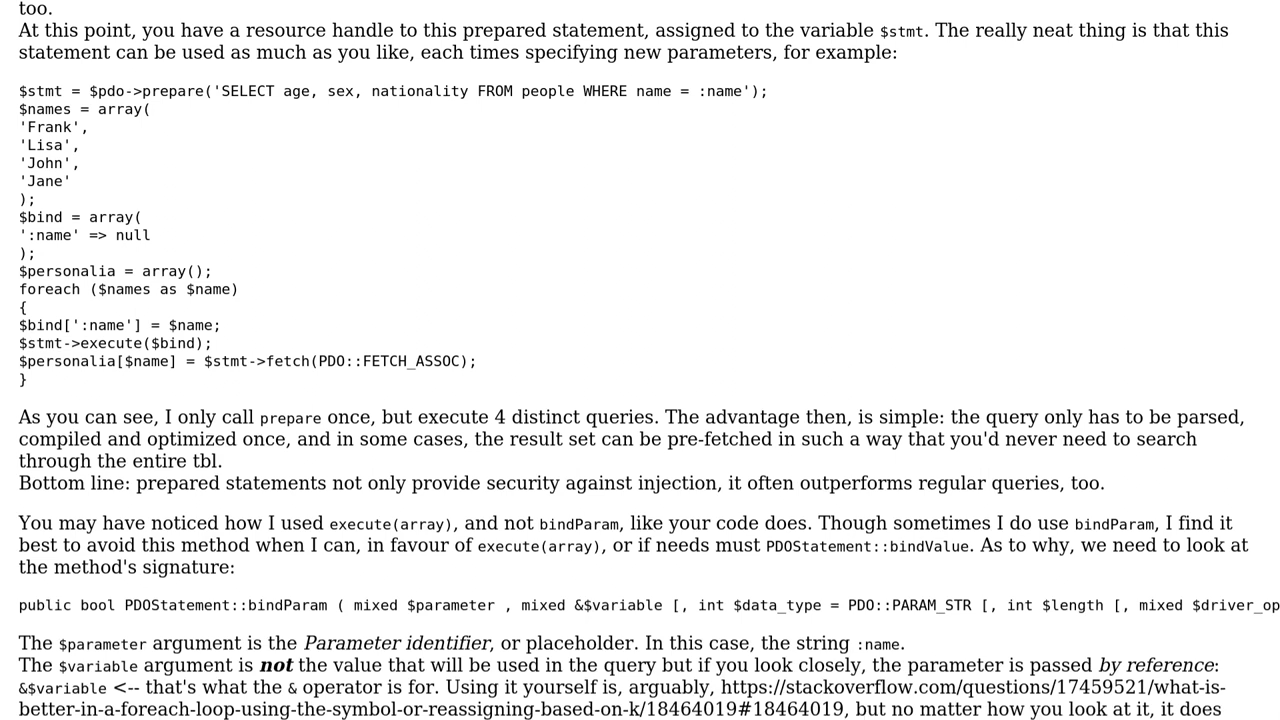 too.
At this point, you have a resource handle to this prepared statement, assigned to the variable $stmt. The really neat thing is that this
statement can be used as much as you like, each times specifying new parameters, for example:
$stmt = $pdo->prepare('SELECT age, sex, nationality FROM people WHERE name = :name');
$names = array(
'Frank',
'Lisa',
'John',
'Jane'
);
$bind = array(
':name' => null
);
$personalia = array();
foreach ($names as $name)
{
$bind[':name'] = $name;
$stmt->execute($bind);
$personalia[$name] = $stmt->fetch(PDO::FETCH_ASSOC);
}
As you can see, I only call prepare once, but execute 4 distinct queries. The advantage then, is simple: the query only has to be parsed,
compiled and optimized once, and in some cases, the result set can be pre-fetched in such a way that you'd never need to search
through the entire tbl.
Bottom line: prepared statements not only provide security against injection, it often outperforms regular queries, too.
You may have noticed how I used execute(array), and not bindParam, like your code does. Though sometimes I do use bindParam, I find it
best to avoid this method when I can, in favour of execute(array), or if needs must PDOStatement::bindValue. As to why, we need to look at
the method's signature:
public bool PDOStatement::bindParam ( mixed $parameter , mixed &$variable [, int $data_type = PDO::PARAM_STR [, int $length [, mixed $driver_op
The $parameter argument is the Parameter identifier, or placeholder. In this case, the string :name.
The $variable argument is not the value that will be used in the query but if you look closely, the parameter is passed by reference:
&$variable <-- that's what the & operator is for. Using it yourself is, arguably, https://stackoverflow.com/questions/17459521/what-is-
better-in-a-foreach-loop-using-the-symbol-or-reassigning-based-on-k/18464019#18464019, but no matter how you look at it, it does